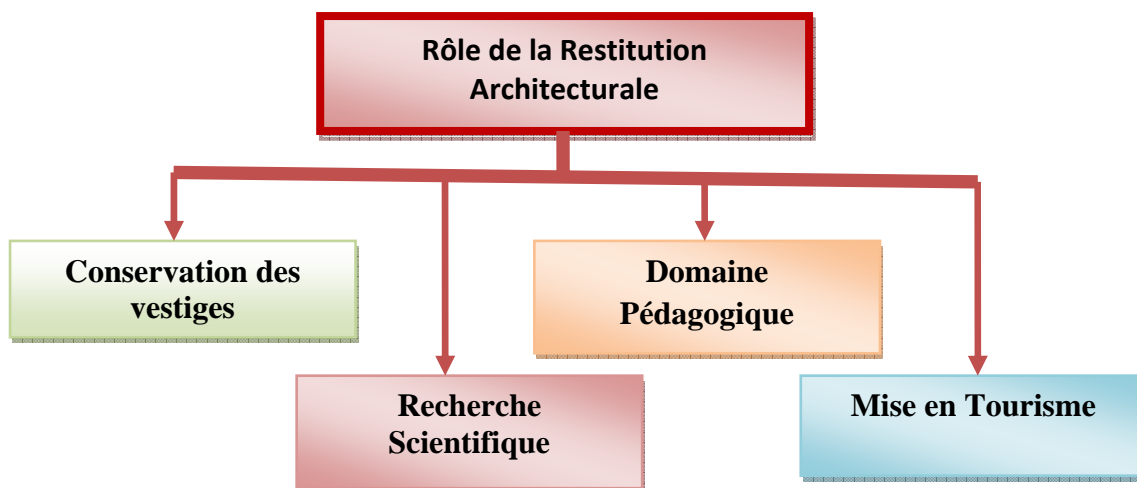 Rôle de la Restitution
Architecturale
Conservation des
vestiges
Domaine
Pédagogique
Recherche
Scientifique
Mise en Tourisme